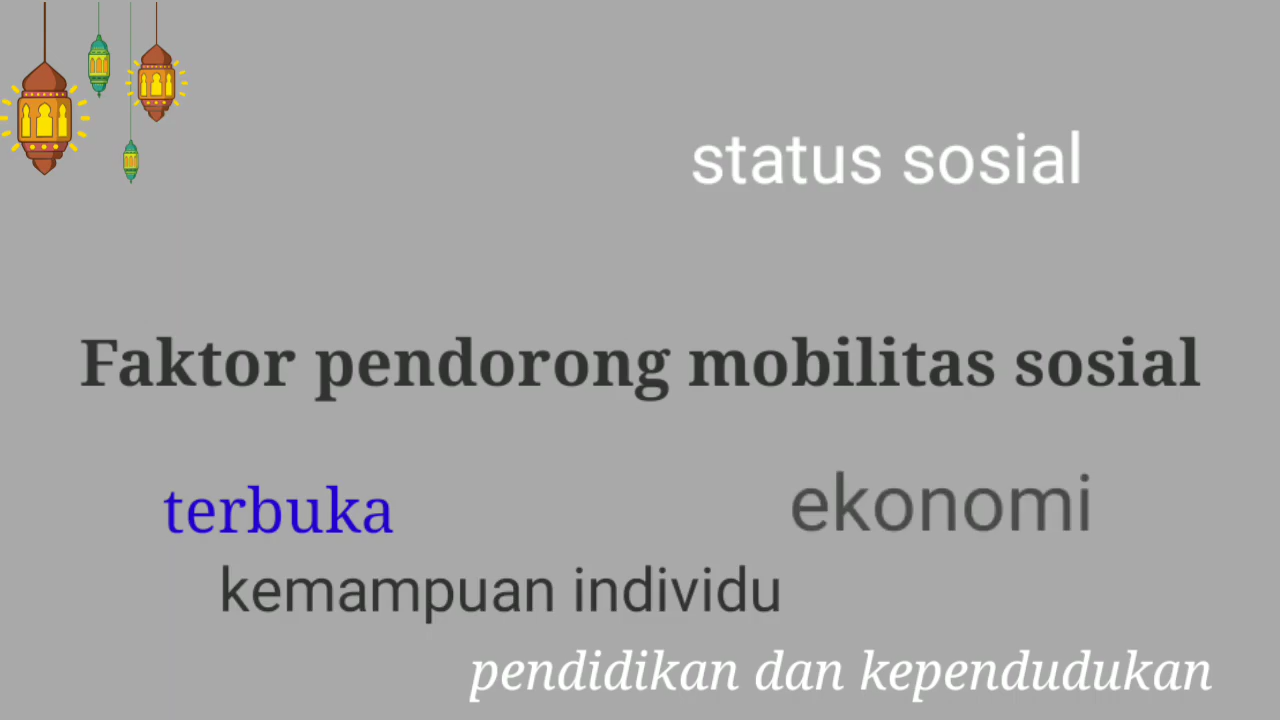 status sosial
Faktor pendorong mobilitas sosial
terbuka
ekonomi
kemampuan individu
pendidikan dan kependudukan